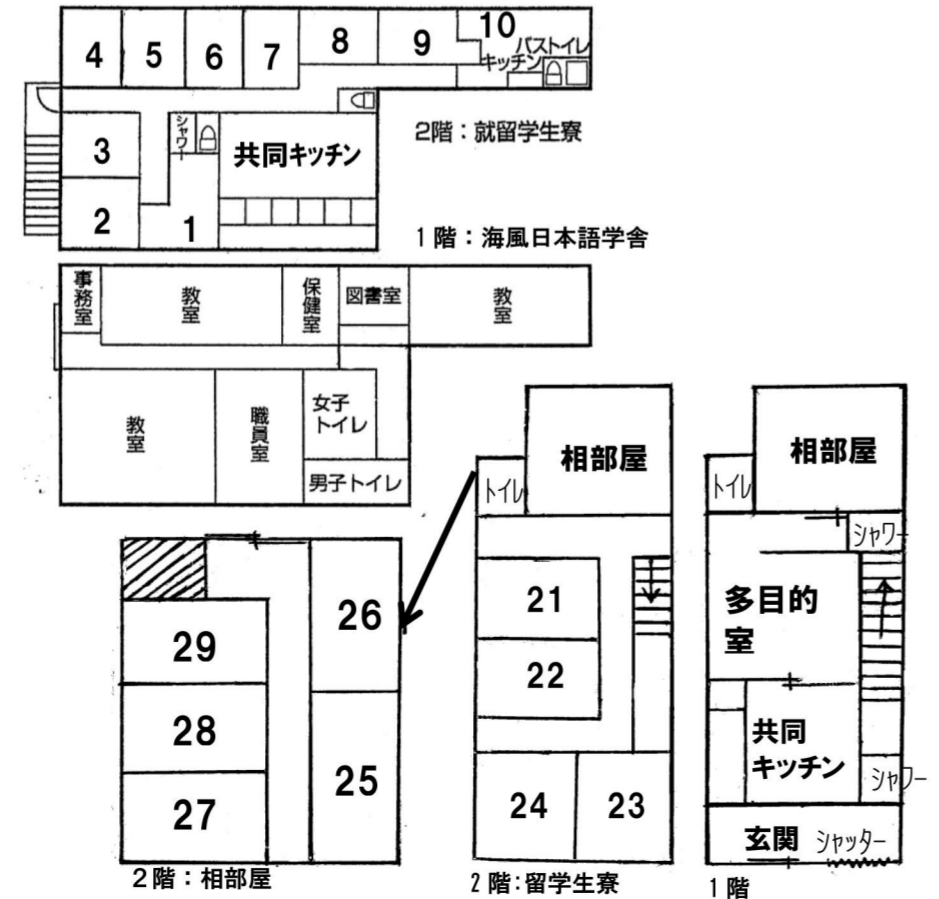 4
5
6
7
8
9
10
バストイレ
キッチン
シャワー
3
共同キッチン
2階：就留学生寮
2
1
1階：海風日本語学舎
事務室
教室
保健室
図書室
教室
教室
職員室
女子
トイレ
男子トイレ
相部屋
トイレ
21
22
24
23
2階：留学生寮
26
29
28
25
27
2階：相部屋
相部屋
トイレ
シャワー
多目的
室
共同
キッチン
シャワー
玄関
シャッター
1階